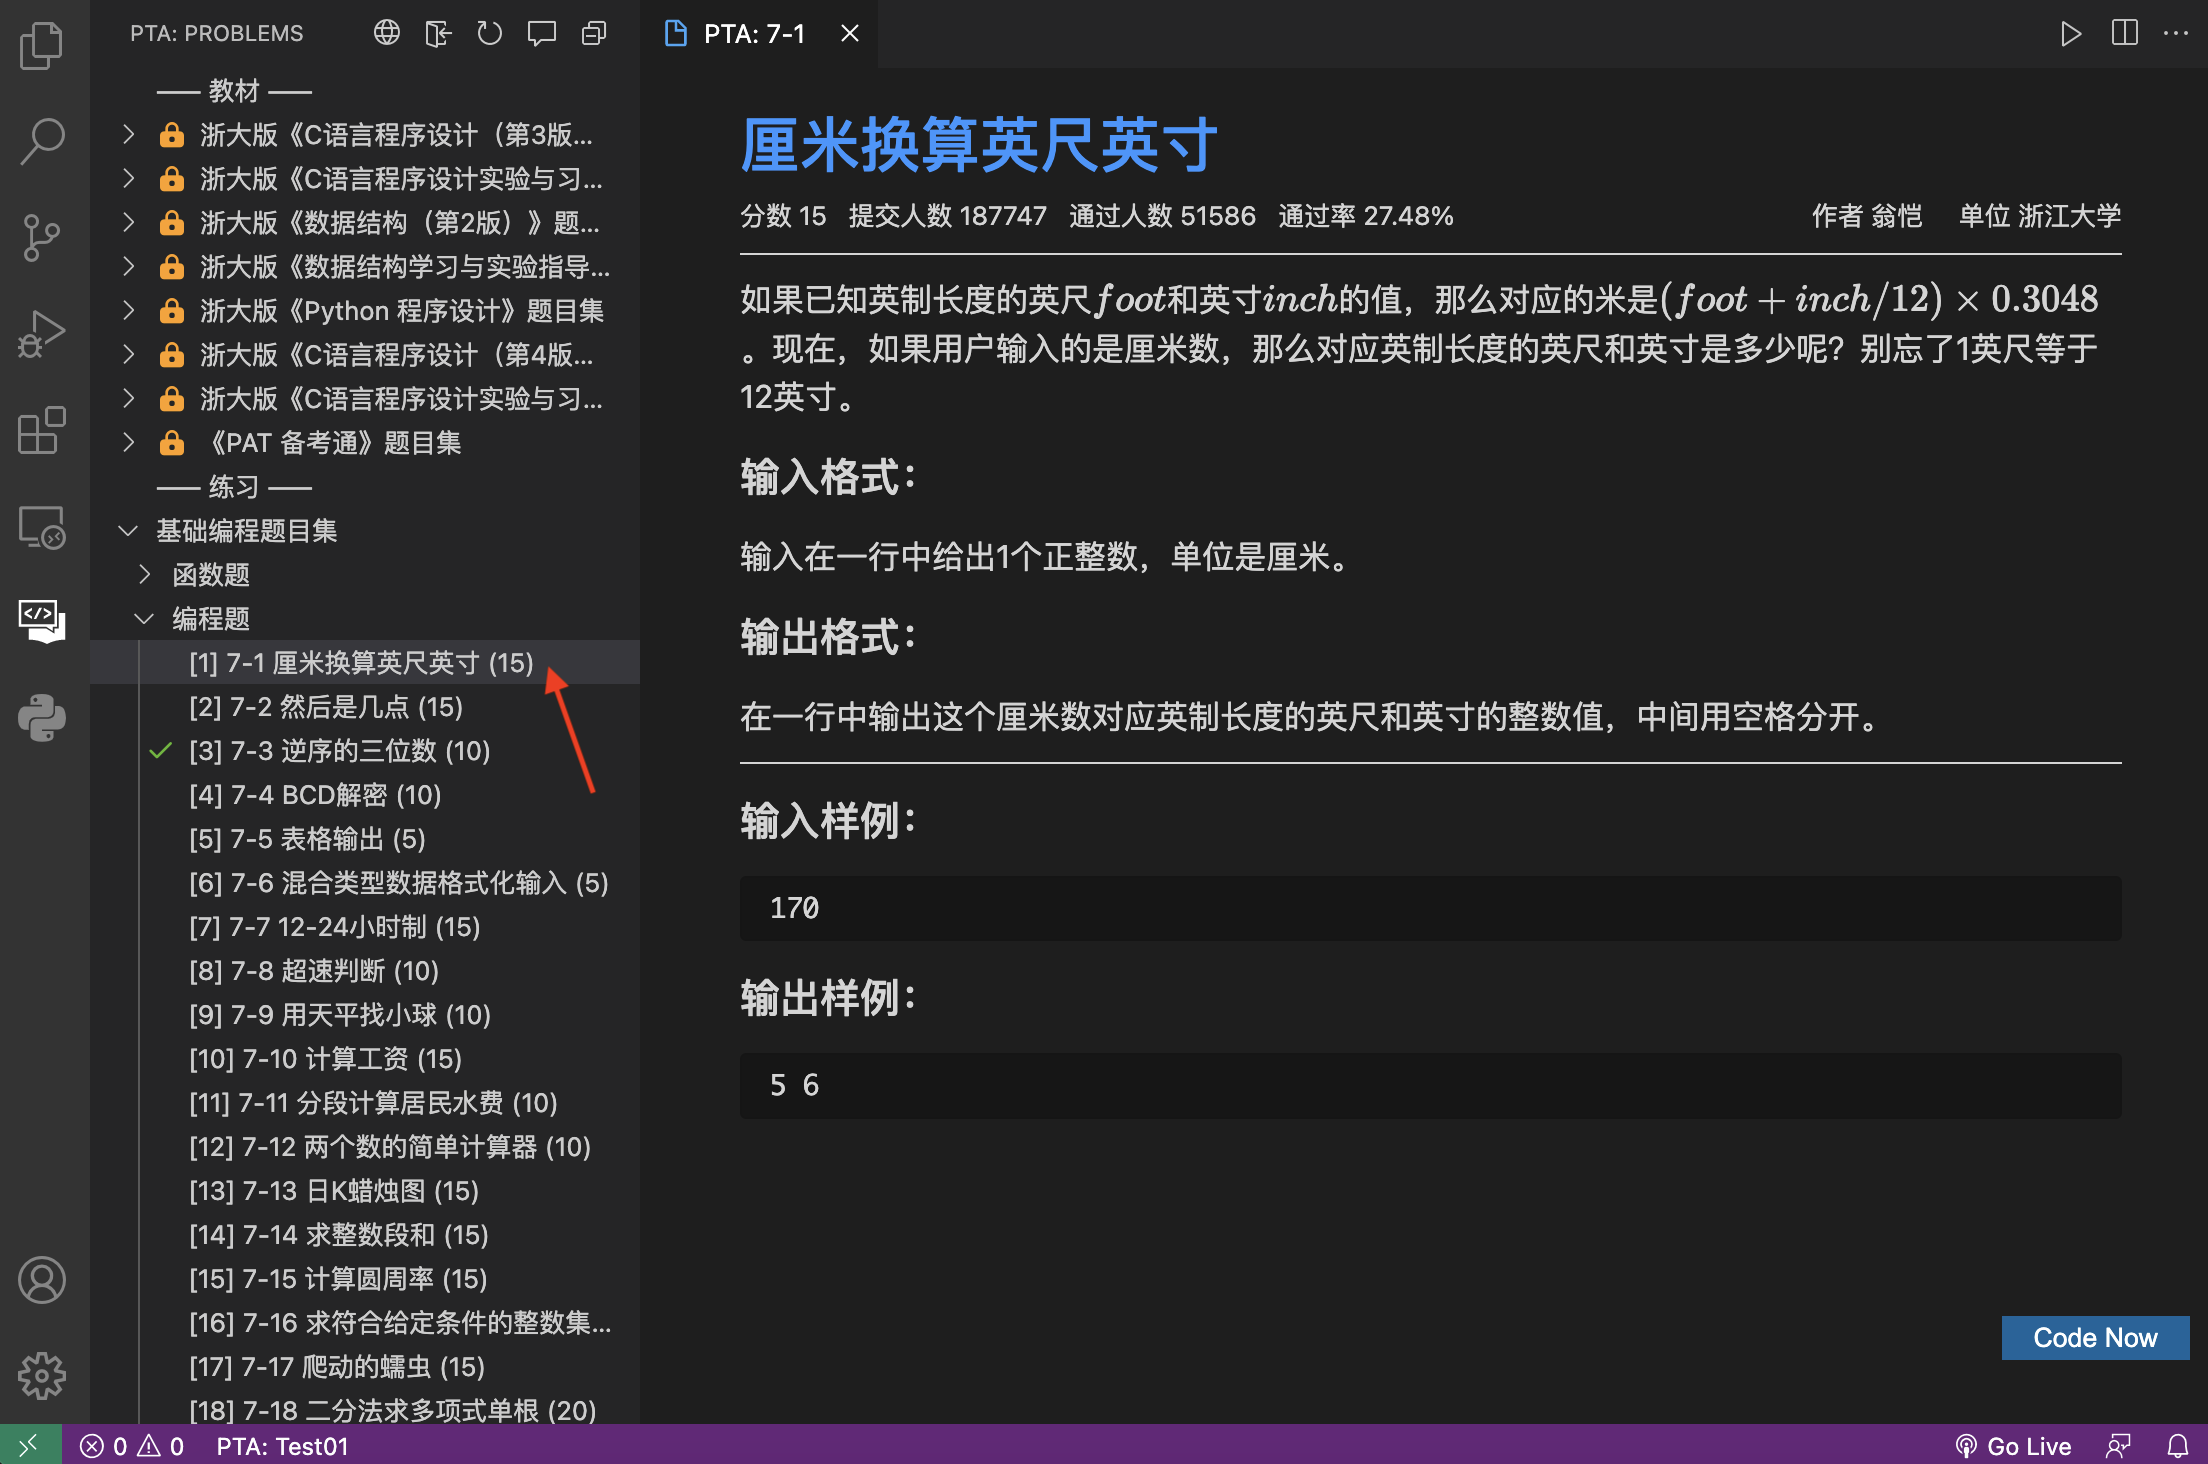 PTA: PROBLEMS
—— 教材 ——
浙大版《C语言程序设计（第3版...
浙大版《C语言程序设计实验与习...
浙大版《数据结构（第2版）》题...
浙大版《数据结构学习与实验指导...
浙大版《Python 程序设计》题目集
浙大版《C语言程序设计（第4版...
浙大版《C语言程序设计实验与习...
《PAT 备考通》题目集
—— 练习 ——
基础编程题目集
函数题
编程题
[1] 7-1 厘米换算英尺英寸 (15)
[2] 7-2 然后是几点 (15)
[3] 7-3 逆序的三位数 (10)
[4] 7-4 BCD解密 (10)
[5] 7-5 表格输出 (5)
[6] 7-6 混合类型数据格式化输入 (5)
[7] 7-7 12-24小时制 (15)
[8] 7-8 超速判断 (10)
[9] 7-9 用天平找小球 (10)
[10] 7-10 计算工资 (15)
[11] 7-11 分段计算居民水费 (10)
[12] 7-12 两个数的简单计算器 (10)
[13] 7-13 日K蜡烛图 (15)
[14] 7-14 求整数段和 (15)
[15] 7-15 计算圆周率 (15)
[16] 7-16 求符合给定条件的整数集...
[17] 7-17 爬动的蠕虫 (15)
[18] 7-18 二分法求多项式单根 (20)
PTA: 7-1
厘米换算英尺英寸
分数 15 提交人数 187747 通过人数 51586 通过率 27.48% 作者 翁恺 单位 浙江大学
如果已知英制长度的英尺foot和英寸inch的值，那么对应的米是(foot + inch/12) × 0.3048
。现在，如果用户输入的是厘米数，那么对应英制长度的英尺和英寸是多少呢？别忘了1英尺等于
12英寸。
输入格式：
输入在一行中给出1个正整数，单位是厘米。
输出格式：
在一行中输出这个厘米数对应英制长度的英尺和英寸的整数值，中间用空格分开。
输入样例：
170
输出样例：
5 6
Code Now
0 0 PTA: Test01 Go Live